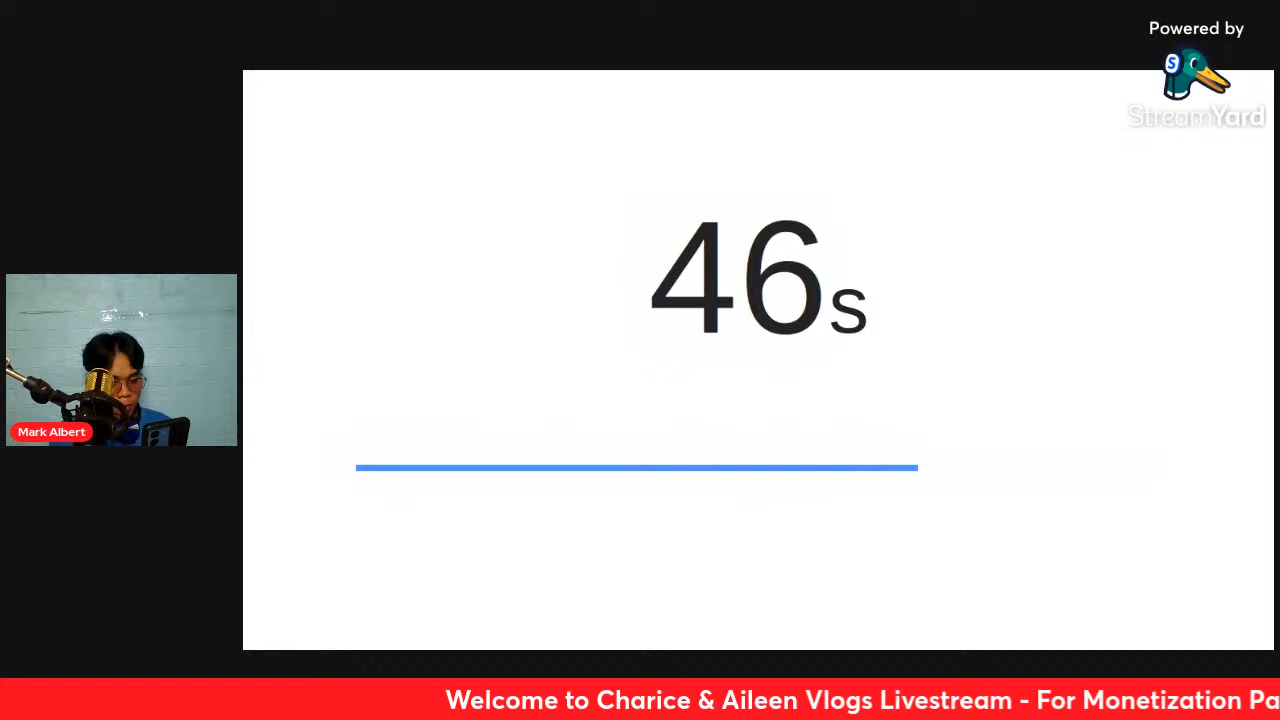 Powered by
S
StreamYard
46s
Mark Albert
Welcome to Charice & Aileen Vlogs Livestream - For Monetization Pa